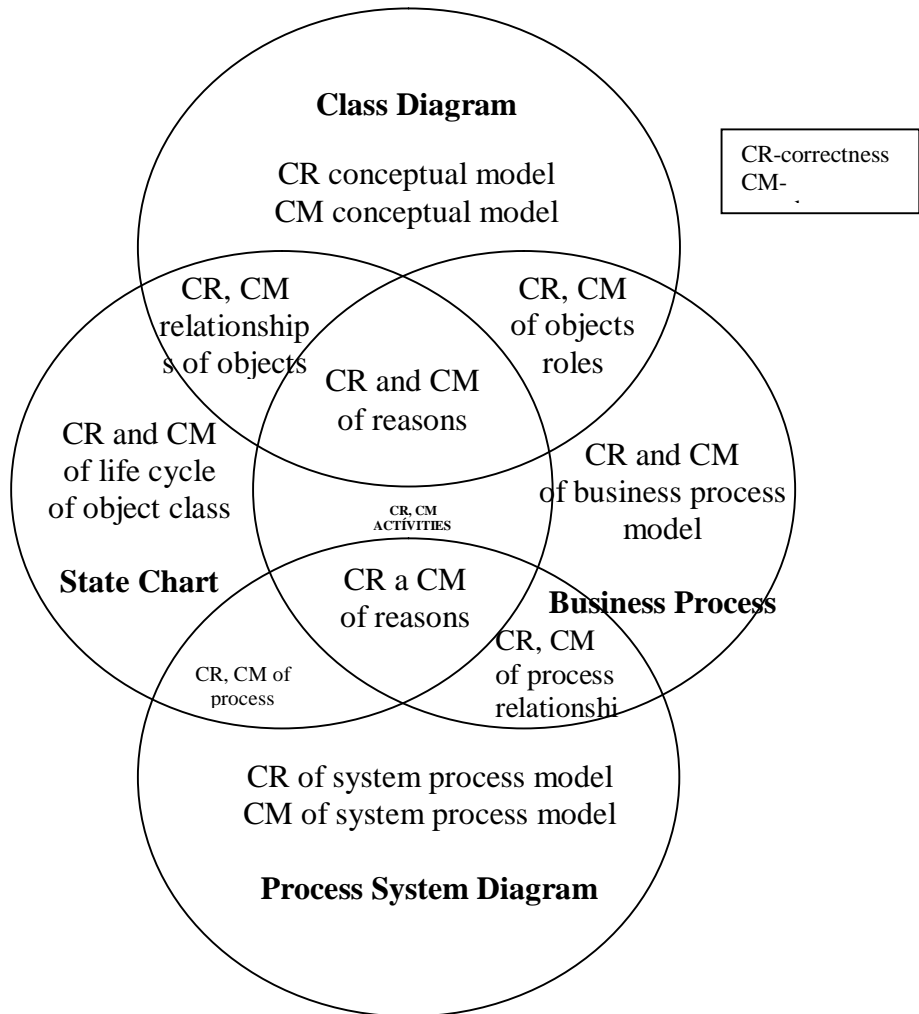 Class Diagram
CR conceptual model
CM conceptual model
CR-correctness
CM-
CR, CM
relationship
s of objects
CR, CM
of objects
roles
CR and CM
of reasons
CR and CM
of life cycle
of object class
State Chart
CR and CM
of business process
model
Business Process
CR, CM
ACTÍVITIES
CR a CM
of reasons
CR, CM of
process
CR, CM
of process
relationshi
CR of system process model
CM of system process model
Process System Diagram